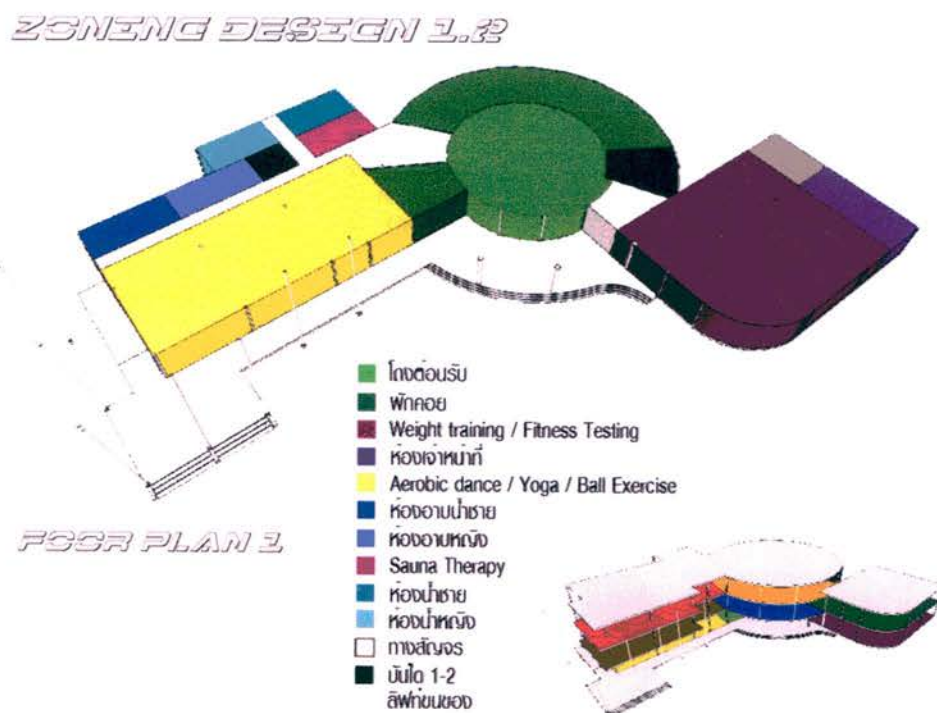 ZONING DESIGN 1.2
โถงต้อนรับ
พักคอย
Weight training / Fitness Testing
ห้องเจ้าหน้าที่
Aerobic dance / Yoga / Ball Exercise
ห้องอาบน้ำชาย
ห้องอาบหญิง
Sauna Therapy
ห้องน้ำชาย
ห้องน้ำหญิง
ทางสัญจร
บันได 1-2
ลิฟท์ขนของ
FOOR PLAN 1